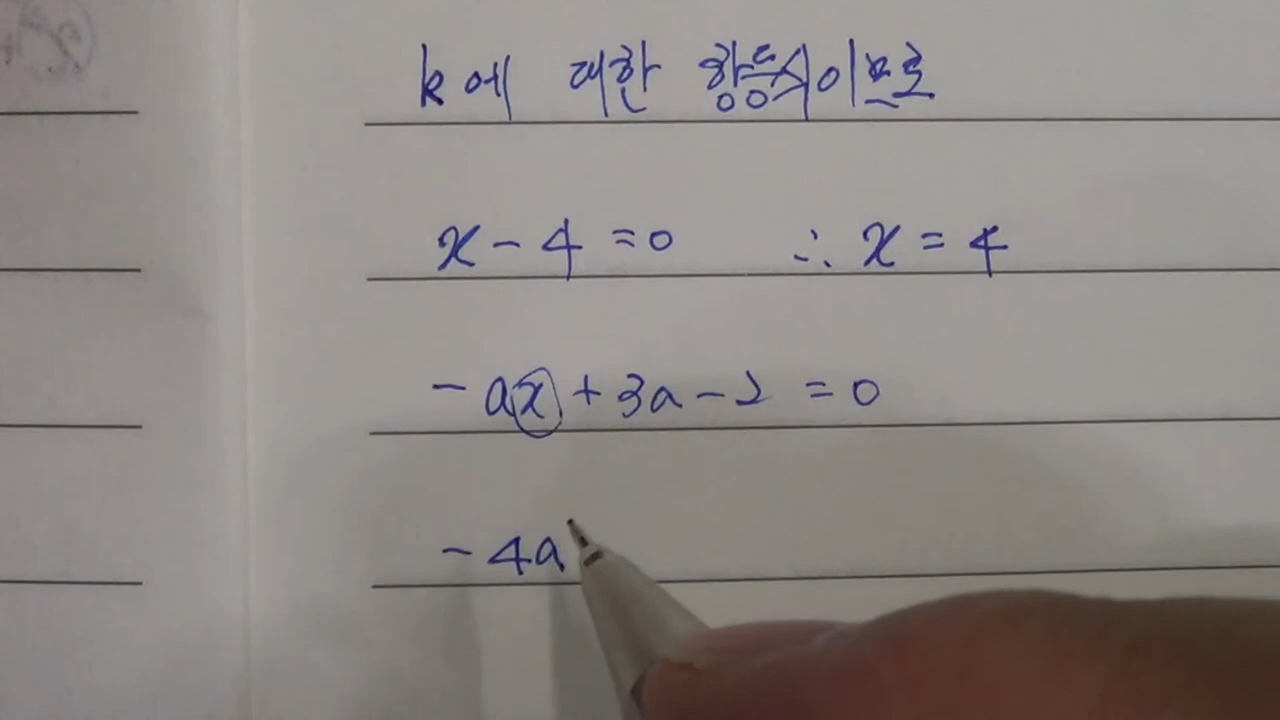 k에 대한 항등식이므로
x - 4 = 0 ∴ x = 4
- ax + 3a - 2 = 0
- 4a